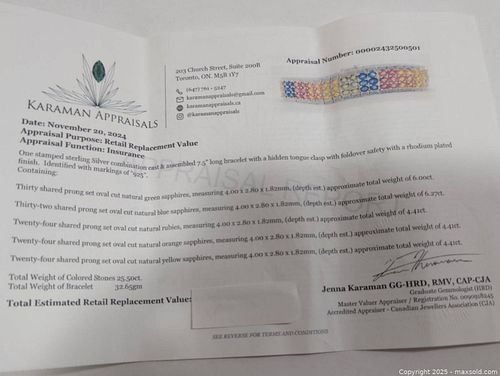 KARAMAN APPRAISALS
203 Church Street, Suite 200B
Toronto, ON. M5B 1Y7
(647) 761 - 5247
karamanappraisals@gmail.com
karamanappraisals.ca
@karamanappraisals
Appraisal Number: 00002432500501
Date: November 20, 2024
Appraisal Purpose: Retail Replacement Value
Appraisal Function: Insurance
One stamped sterling Silver combination cast & assembled 7.5" long bracelet with a hidden tongue clasp with foldover safety with a rhodium plated
finish. Identified with markings of "925".
Containing:
Thirty shared prong set oval cut natural green sapphires, measuring 4.00 x 2.80 x 1.82mm, (depth est.) approximate total weight of 6.00ct.
Thirty-two shared prong set oval cut natural blue sapphires, measuring 4.00 x 2.80 x 1.82mm, (depth est.) approximate total weight of 6.27ct.
Twenty-four shared prong set oval cut natural rubies, measuring 4.00 x 2.80 x 1.82mm, (depth est.) approximate total weight of 4.41ct.
Twenty-four shared prong set oval cut natural orange sapphires, measuring 4.00 x 2.80 x 1.82mm, (depth est.) approximate total weight of 4.41ct.
Twenty-four shared prong set oval cut natural yellow sapphires, measuring 4.00 x 2.80 x 1.82mm, (depth est.) approximate total weight of 4.41ct.
Total Weight of Colored Stones 25.50ct.
Total Weight of Bracelet 32.65gm
Total Estimated Retail Replacement Value:
Jenna Karaman GG-HRD, RMV, CAP-CJA
Graduate Gemmologist (HRD)
Master Valuer Appraiser / Registration No.
Accredited Appraiser - Canadian Jewellers Association (CJA)
SEE REVERSE FOR TERMS AND CONDITIONS
Copyright 2025 - maxsold.com